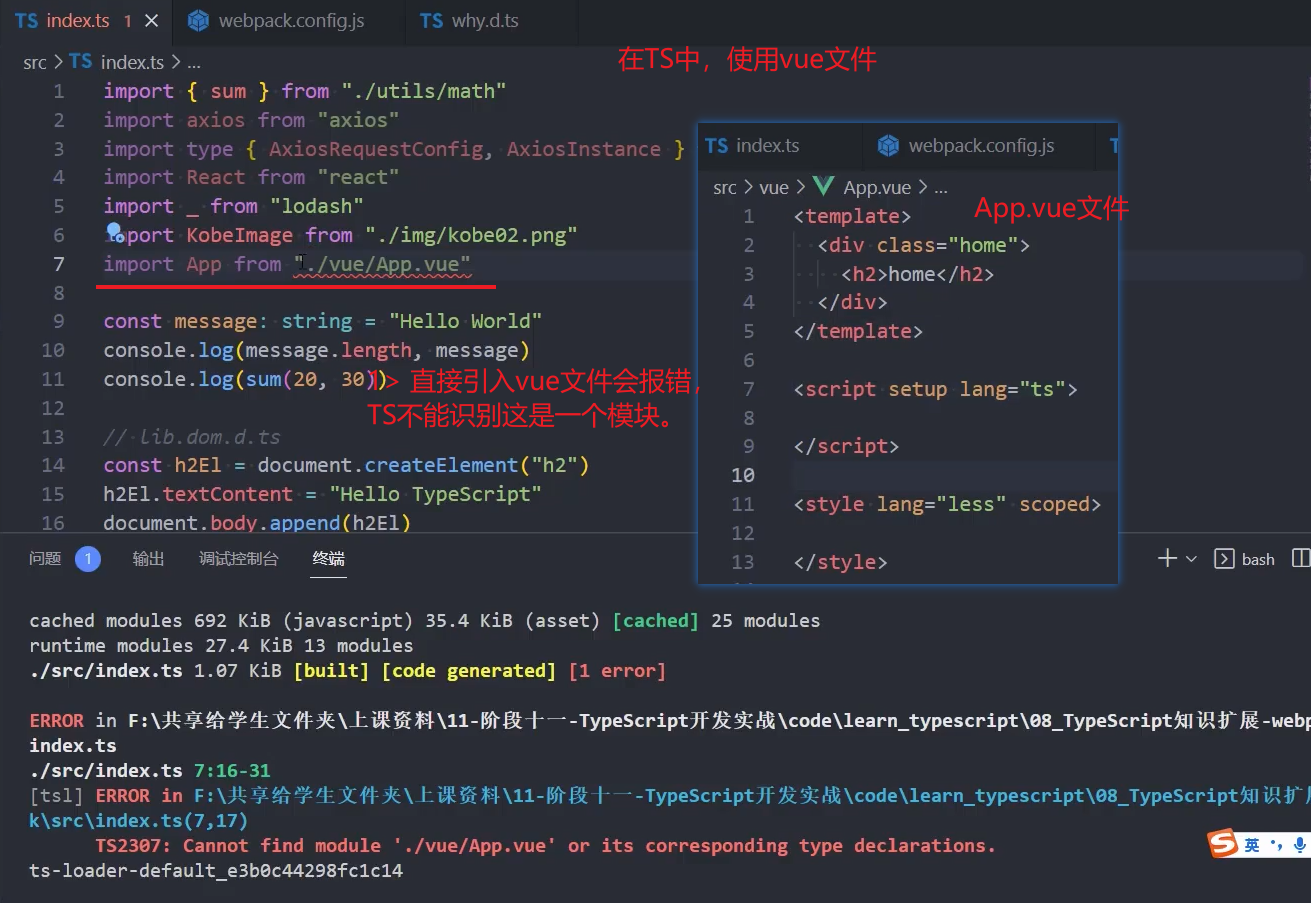 TS index.ts 1 ×
webpack.config.js
TS why.d.ts
src > TS index.ts > ...
在TS中，使用vue文件
1 import { sum } from "./utils/math"
2 import axios from "axios"
3 import type { AxiosRequestConfig, AxiosInstance }
4 import React from "react"
5 import _ from "lodash"
6 import KobeImage from "./img/kobe02.png"
7 import App from "./vue/App.vue"
8
9 const message: string = "Hello World"
10 console.log(message.length, message)
11 console.log(sum(20, 30))
1> 直接引入vue文件会报错，
TS不能识别这是一个模块。
12
13 // lib.dom.d.ts
14 const h2El = document.createElement("h2")
15 h2El.textContent = "Hello TypeScript"
16 document.body.append(h2El)
TS index.ts
webpack.config.js
T
src > vue > App.vue > ...
App.vue文件
1 <template>
2 <div class="home">
3 <h2>home</h2>
4 </div>
5 </template>
6
7 <script setup lang="ts">
8
9 </script>
10
11 <style lang="less" scoped>
12
13 </style>
问题 1 输出 调试控制台 终端
bash
cached modules 692 KiB (javascript) 35.4 KiB (asset) [cached] 25 modules
runtime modules 27.4 KiB 13 modules
./src/index.ts 1.07 KiB [built] [code generated] [1 error]
ERROR in F:\共享给学生文件夹\上课资料\11-阶段十一-TypeScript开发实战\code\learn_typescript\08_TypeScript知识扩展-webp
index.ts
./src/index.ts 7:16-31
[tsl] ERROR in F:\共享给学生文件夹\上课资料\11-阶段十一-TypeScript开发实战\code\learn_typescript\08_TypeScript知识扩展
k\src\index.ts(7,17)
TS2307: Cannot find module './vue/App.vue' or its corresponding type declarations.
ts-loader-default_e3b0c44298fc1c14
S 英